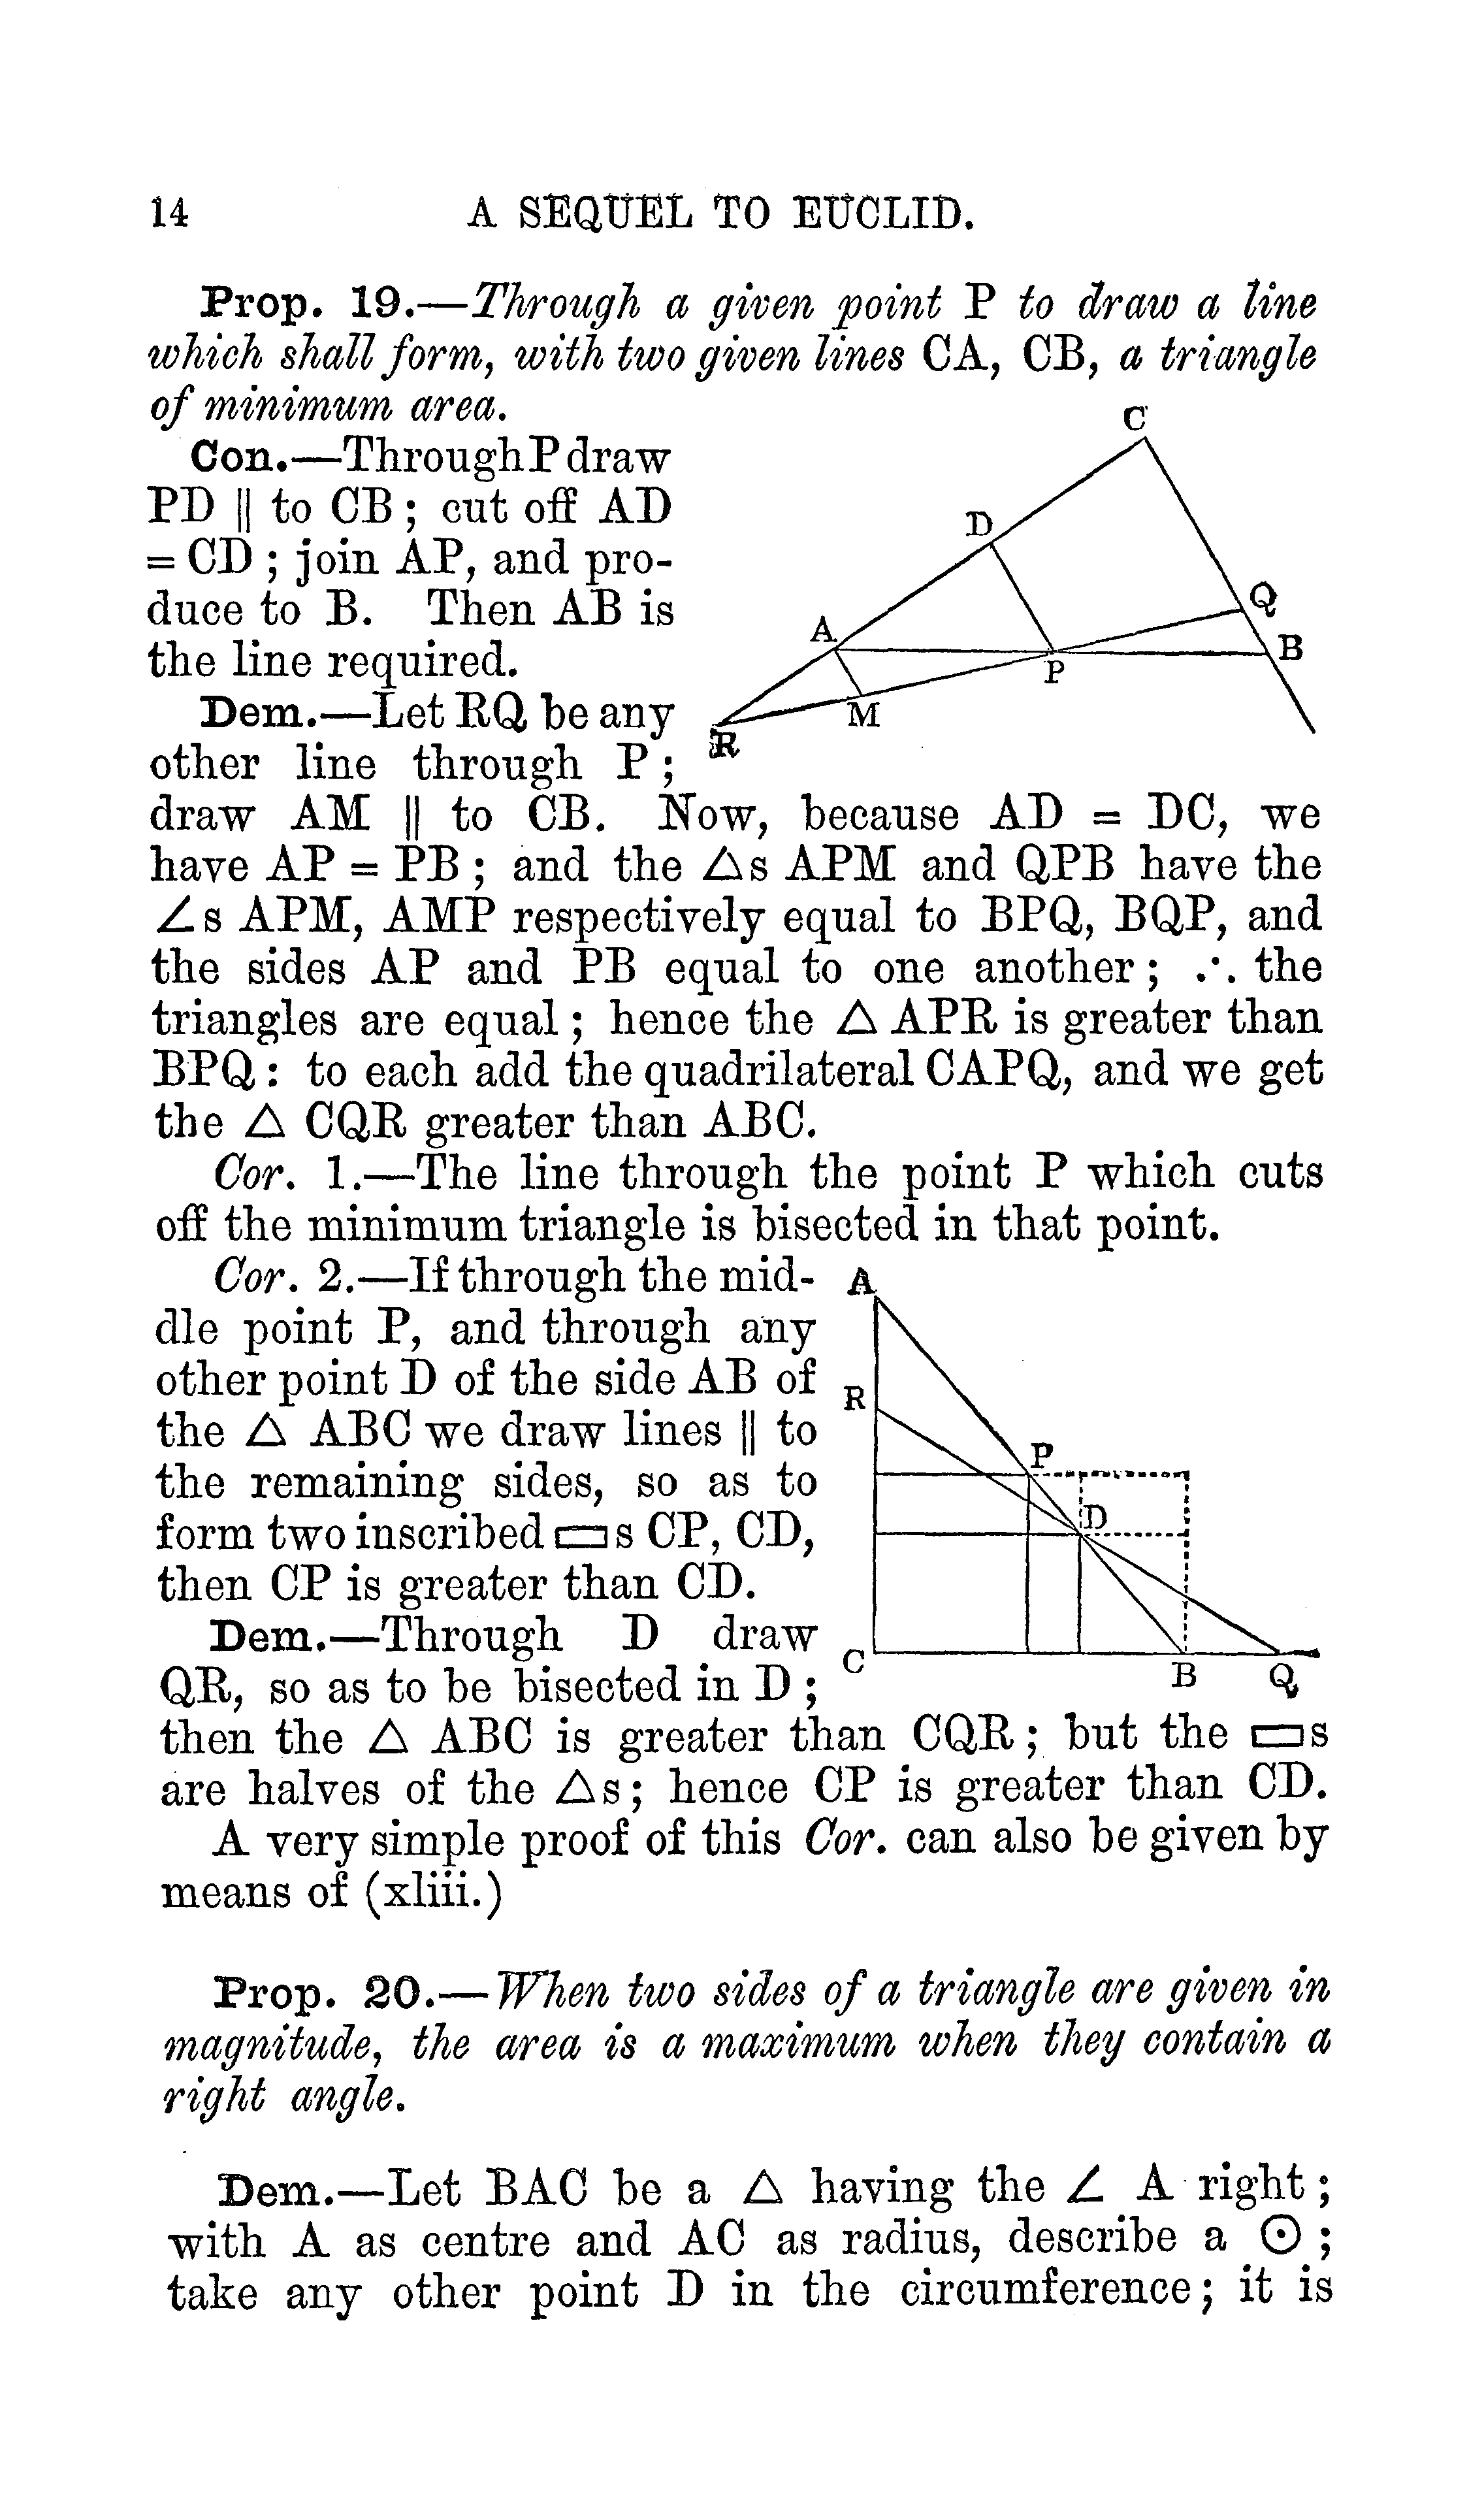 14 A SEQUEL TO EUCLID.
Prop. 19.—Through a given point P to draw a line
which shall form, with two given lines CA, CB, a triangle
of minimum area.
Con.—Through P draw
PD || to CB; cut off AD
= CD; join AP, and pro-
duce to B. Then AB is
the line required.
Dem.—Let RQ be any
other line through P;
C
D
A
Q
B
P
M
R
draw AM || to CB. Now, because AD = DC, we
have AP = PB; and the △s APM and QPB have the
∠s APM, AMP respectively equal to BPQ, BQP, and
the sides AP and PB equal to one another; ∴ the
triangles are equal; hence the △ APR is greater than
BPQ: to each add the quadrilateral CAPQ, and we get
the △ CQR greater than ABC.
Cor. 1.—The line through the point P which cuts
off the minimum triangle is bisected in that point.
Cor. 2.—If through the mid-
dle point P, and through any
other point D of the side AB of
the △ ABC we draw lines || to
the remaining sides, so as to
form two inscribed ▭s CP, CD,
then CP is greater than CD.
Dem.—Through D draw
QR, so as to be bisected in D;
A
R
P
D
C
B
Q
then the △ ABC is greater than CQR; but the ▭s
are halves of the △s; hence CP is greater than CD.
A very simple proof of this Cor. can also be given by
means of (xliii.)
Prop. 20.—When two sides of a triangle are given in
magnitude, the area is a maximum when they contain a
right angle.
Dem.—Let BAC be a △ having the ∠ A right;
with A as centre and AC as radius, describe a ⊙;
take any other point D in the circumference; it is